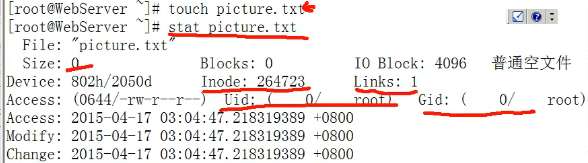 [root@WebServer ~]# touch picture.txt
[root@WebServer ~]# stat picture.txt
File: "picture.txt"
Size: 0 Blocks: 0 IO Block: 4096 普通空文件
Device: 802h/2050d Inode: 264723 Links: 1
Access: (0644/-rw-r--r--) Uid: ( 0/ root) Gid: ( 0/ root)
Access: 2015-04-17 03:04:47.218319389 +0800
Modify: 2015-04-17 03:04:47.218319389 +0800
Change: 2015-04-17 03:04:47.218319389 +0800